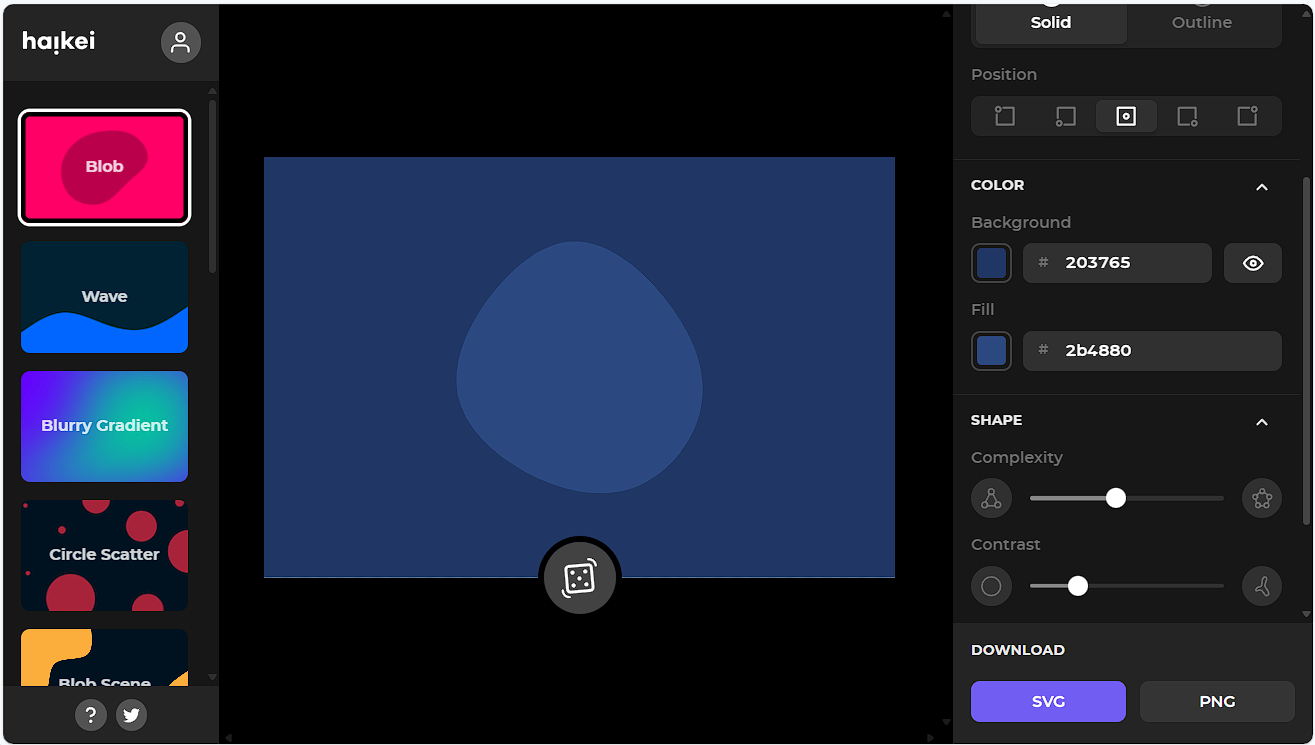 haikei
Blob
Wave
Blurry Gradient
Circle Scatter
Blob Scene
?
Solid
Outline
Position
COLOR
Background
# 203765
Fill
# 2b4880
SHAPE
Complexity
Contrast
DOWNLOAD
SVG
PNG